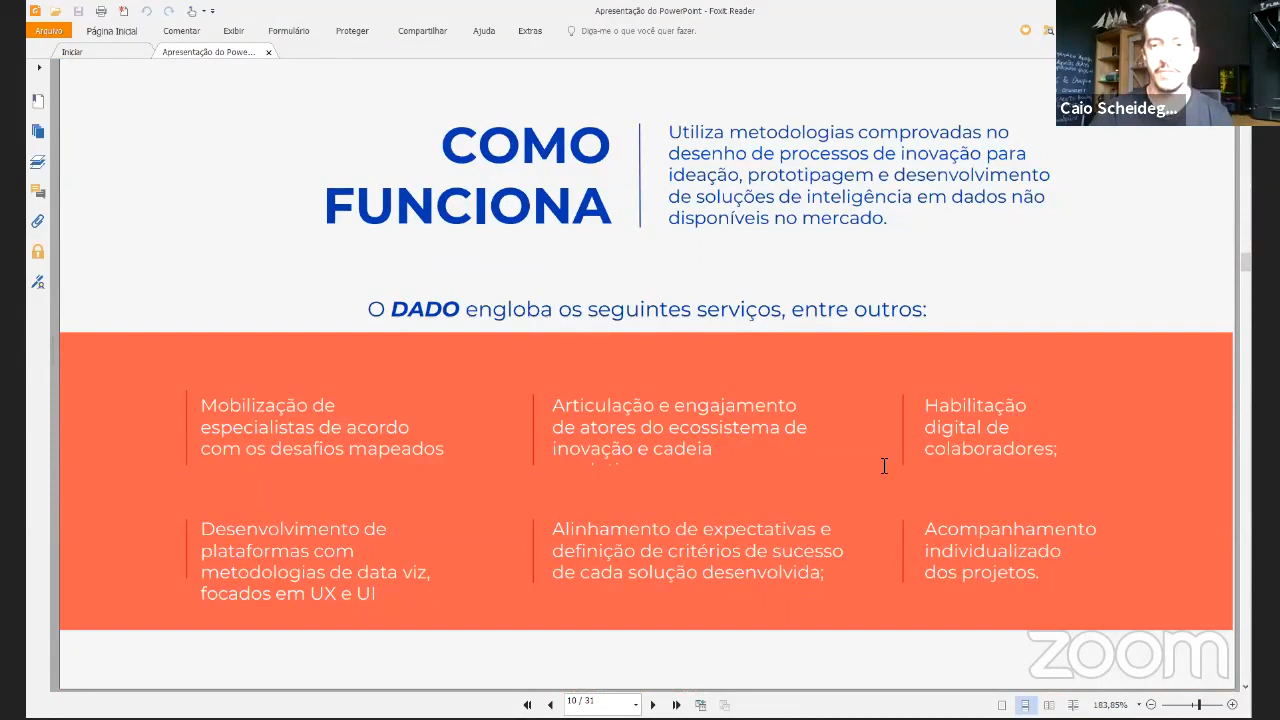 Apresentação do PowerPoint - Foxit Reader
Arquivo Página Inicial Comentar Exibir Formulário Proteger Compartilhar Ajuda Extras Diga-me o que você quer fazer.
Iniciar Apresentação do Powe... ×
Caio Scheideg...
COMO
FUNCIONA
Utiliza metodologias comprovadas no
desenho de processos de inovação para
ideação, prototipagem e desenvolvimento
de soluções de inteligência em dados não
disponíveis no mercado.
O DADO engloba os seguintes serviços, entre outros:
Mobilização de
especialistas de acordo
com os desafios mapeados
Articulação e engajamento
de atores do ecossistema de
inovação e cadeia
Habilitação
digital de
colaboradores;
Desenvolvimento de
plataformas com
metodologias de data viz,
focados em UX e UI
Alinhamento de expectativas e
definição de critérios de sucesso
de cada solução desenvolvida;
Acompanhamento
individualizado
dos projetos.
zoom
10 / 31
183,85%